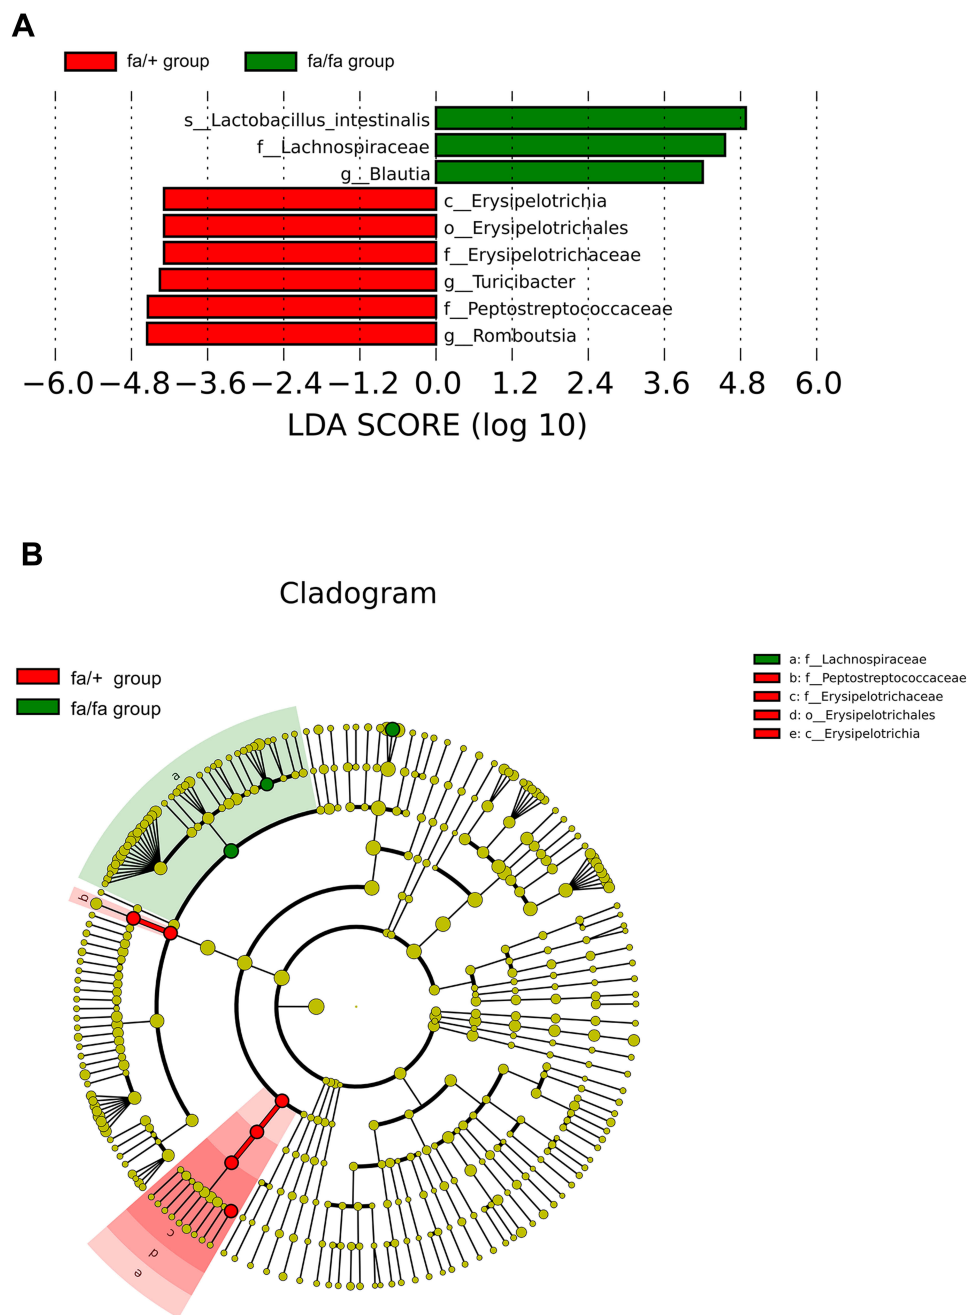 A
fa/+ group
fa/fa group
s__Lactobacillus_intestinalis
f__Lachnospiraceae
g__Blautia
c__Erysipelotrichia
o__Erysipelotrichales
f__Erysipelotrichaceae
g__Turicibacter
f__Peptostreptococcaceae
g__Romboutsia
−6.0 −4.8 −3.6 −2.4 −1.2 0.0 1.2 2.4 3.6 4.8 6.0
LDA SCORE (log 10)
B
Cladogram
fa/+ group
fa/fa group
a: f__Lachnospiraceae
b: f__Peptostreptococcaceae
c: f__Erysipelotrichaceae
d: o__Erysipelotrichales
e: c__Erysipelotrichia
a
b
c
d
e